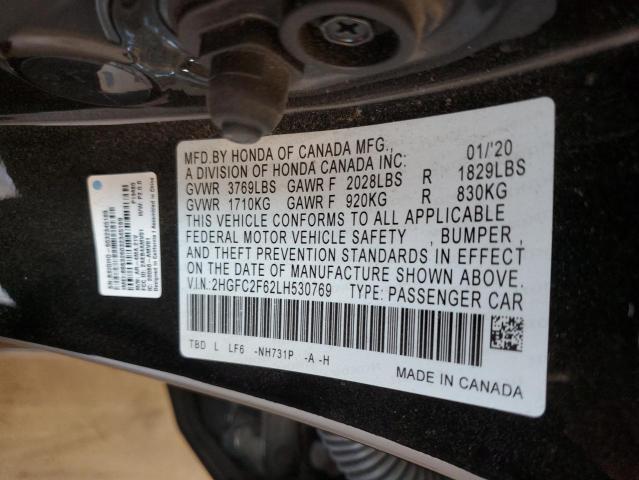 MFD.BY HONDA OF CANADA MFG., 01/'20
A DIVISION OF HONDA CANADA INC.
GVWR 3769LBS GAWR F 2028LBS R 1829LBS
GVWR 1710KG GAWR F 920KG R 830KG
THIS VEHICLE CONFORMS TO ALL APPLICABLE
FEDERAL MOTOR VEHICLE SAFETY , BUMPER,
AND THEFT PREVENTION STANDARDS IN EFFECT
ON THE DATE OF MANUFACTURE SHOWN ABOVE.
V.I.N.:2HGFC2F62LH530769 TYPE: PASSENGER CAR
TBD L LF6 -NH731P -A -H
MADE IN CANADA